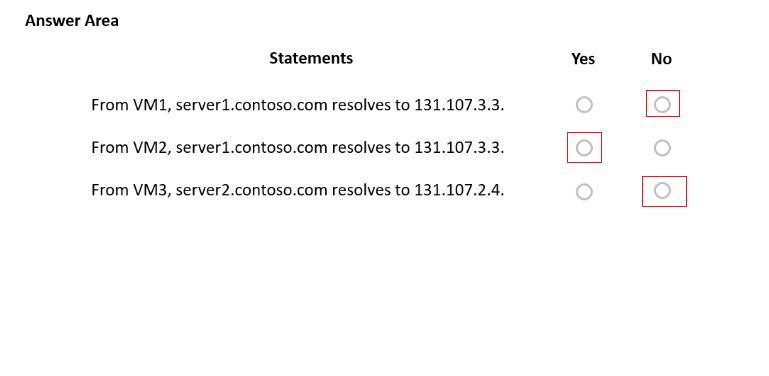 Answer Area
Statements Yes No
From VM1, server1.contoso.com resolves to 131.107.3.3.
From VM2, server1.contoso.com resolves to 131.107.3.3.
From VM3, server2.contoso.com resolves to 131.107.2.4.